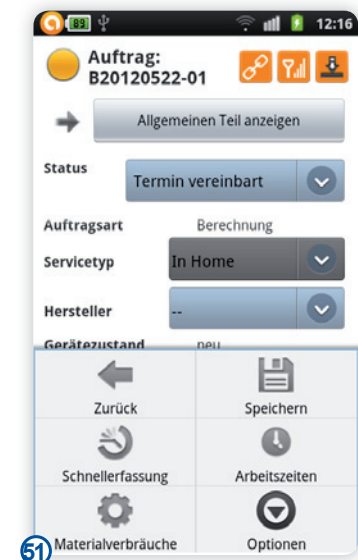 89 12:16
Auftrag:
B20120522-01
Allgemeinen Teil anzeigen
Status
Termin vereinbart
Auftragsart Berechnung
Servicetyp In Home
Hersteller --
Gerätezustand neu
Zurück Speichern
Schnellerfassung Arbeitszeiten
Materialverbräuche Optionen
51